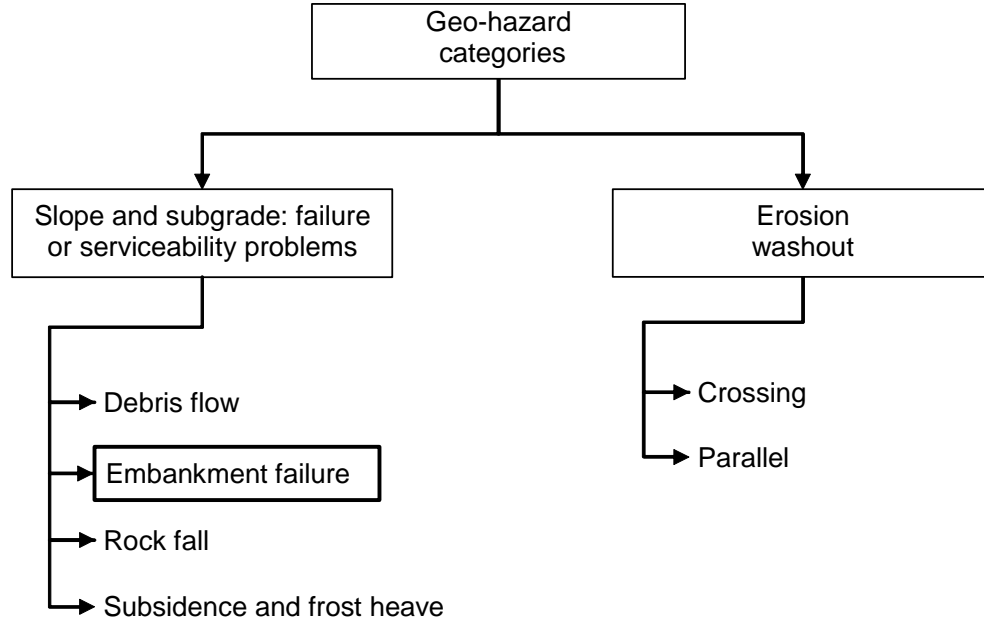 Geo-hazard
categories
Slope and subgrade: failure
or serviceability problems
Erosion
washout
Debris flow
Embankment failure
Rock fall
Subsidence and frost heave
Crossing
Parallel